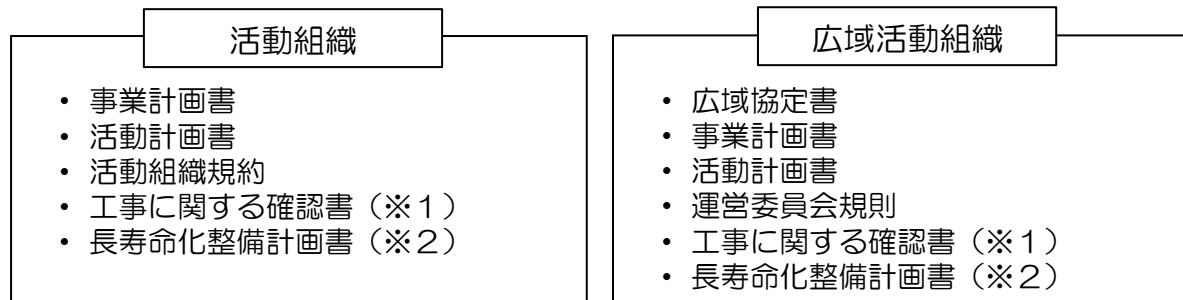 活動組織
• 事業計画書
• 活動計画書
• 活動組織規約
• 工事に関する確認書（※１）
• 長寿命化整備計画書（※２）
広域活動組織
• 広域協定書
• 事業計画書
• 活動計画書
• 運営委員会規則
• 工事に関する確認書（※１）
• 長寿命化整備計画書（※２）